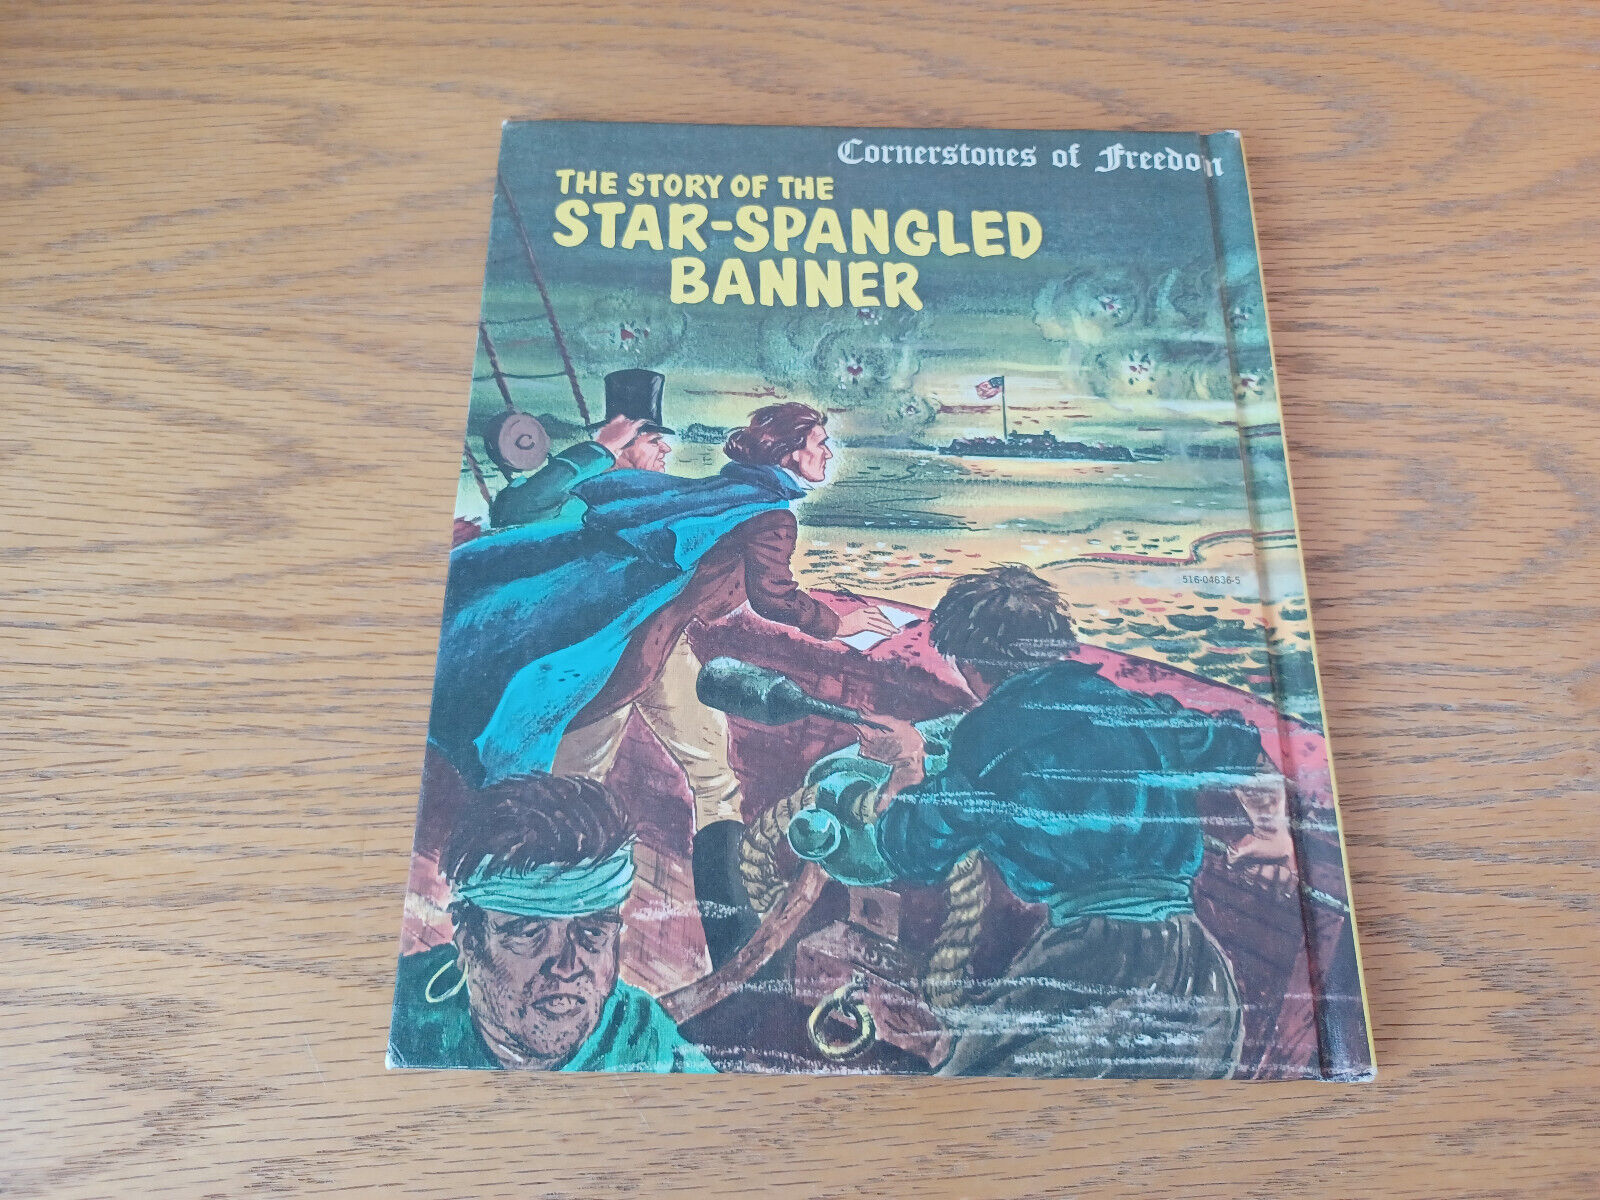 Cornerstones of Freedom
THE STORY OF THE
STAR-SPANGLED
BANNER
C
516-04636-5